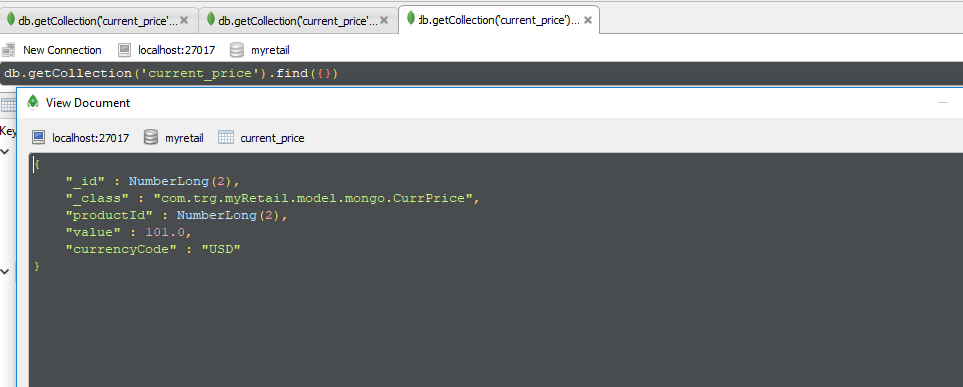 db.getCollection('current_price'... db.getCollection('current_price'... db.getCollection('current_price')...
New Connection localhost:27017 myretail
db.getCollection('current_price').find({})
View Document
Key
localhost:27017 myretail current_price
{
"_id" : NumberLong(2),
"_class" : "com.trg.myRetail.model.mongo.CurrPrice",
"productId" : NumberLong(2),
"value" : 101.0,
"currencyCode" : "USD"
}